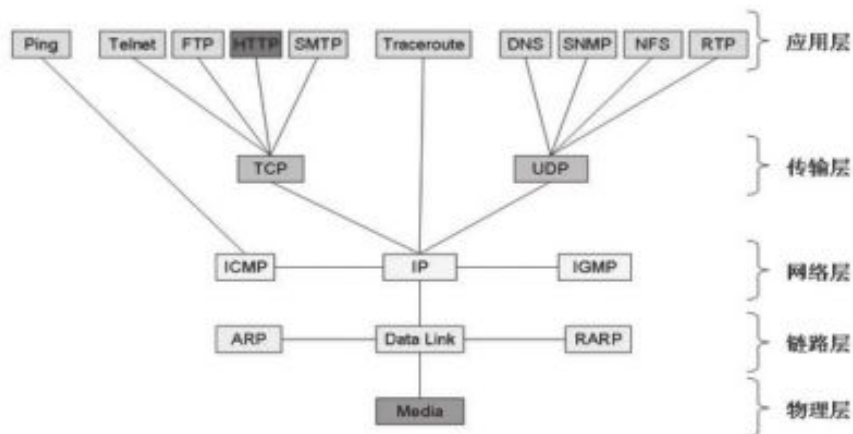 Ping Telnet FTP HTTP SMTP Traceroute DNS SNMP NFS RTP 应用层
TCP UDP 传输层
ICMP IP IGMP 网络层
ARP Data Link RARP 链路层
Media 物理层